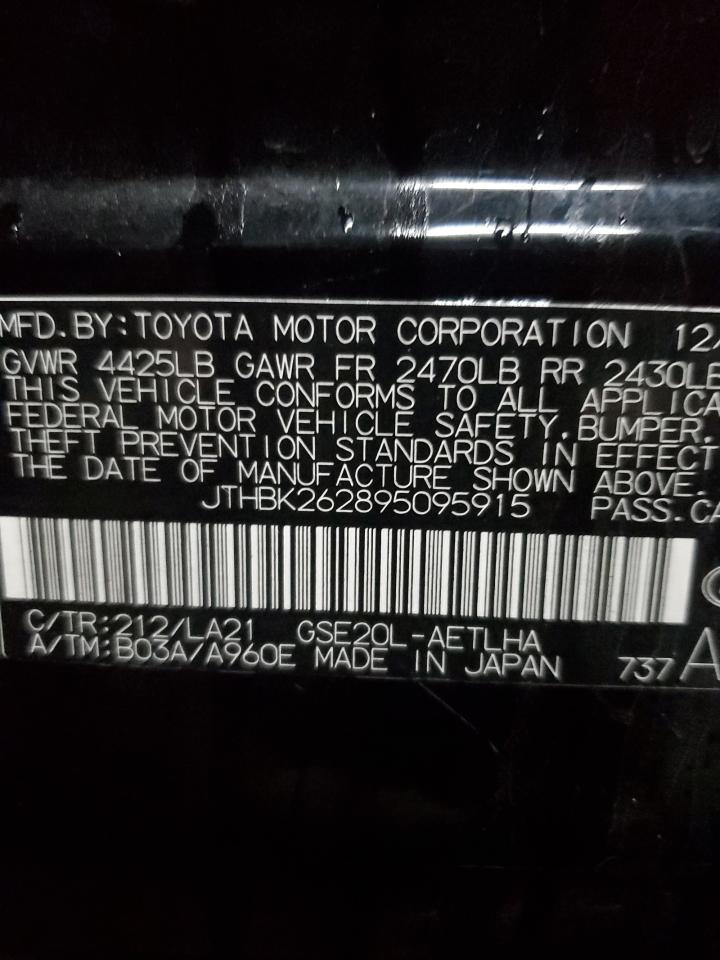 MFD.BY:TOYOTA MOTOR CORPORATION 12/
GVWR 4425LB GAWR FR 2470LB RR 2430LB
THIS VEHICLE CONFORMS TO ALL APPLICA
FEDERAL MOTOR VEHICLE SAFETY,BUMPER,
THEFT PREVENTION STANDARDS IN EFFECT
THE DATE OF MANUFACTURE SHOWN ABOVE.
JTHBK262895095915 PASS.CA
C/TR:212/LA21 GSE20L-AETLHA
A/TM:B03A/A960E MADE IN JAPAN 737A